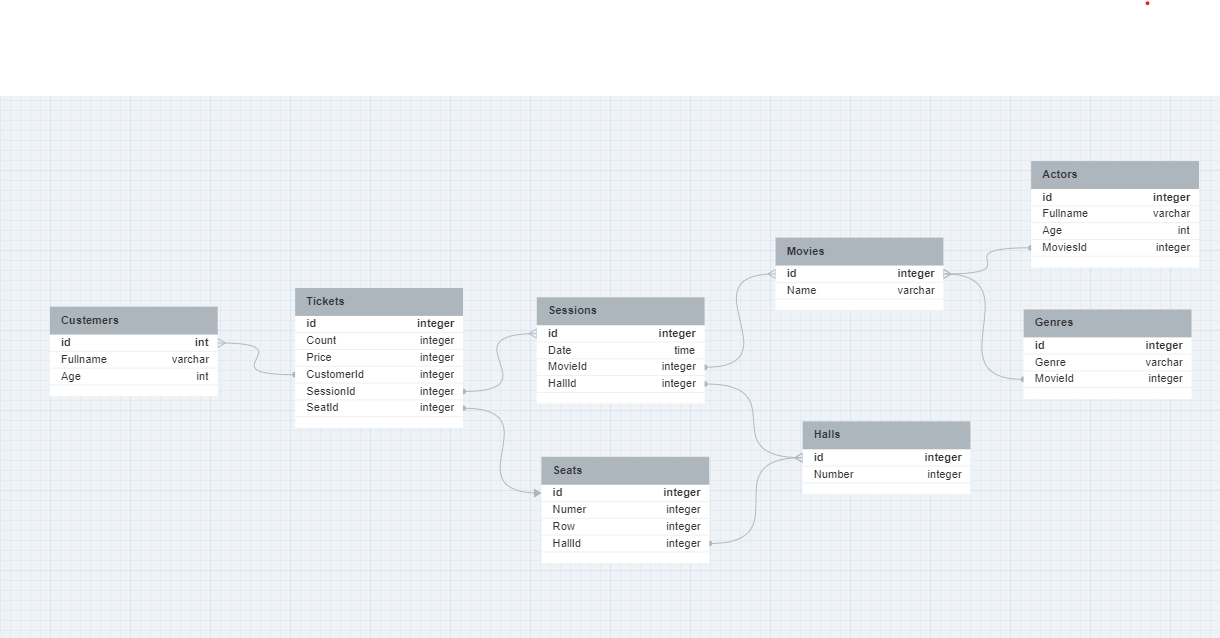 Custemers
id int
Fullname varchar
Age int
Tickets
id integer
Count integer
Price integer
CustomerId integer
SessionId integer
SeatId integer
Sessions
id integer
Date time
MovieId integer
HallId integer
Seats
id integer
Numer integer
Row integer
HallId integer
Movies
id integer
Name varchar
Halls
id integer
Number integer
Actors
id integer
Fullname varchar
Age int
MoviesId integer
Genres
id integer
Genre varchar
MovieId integer